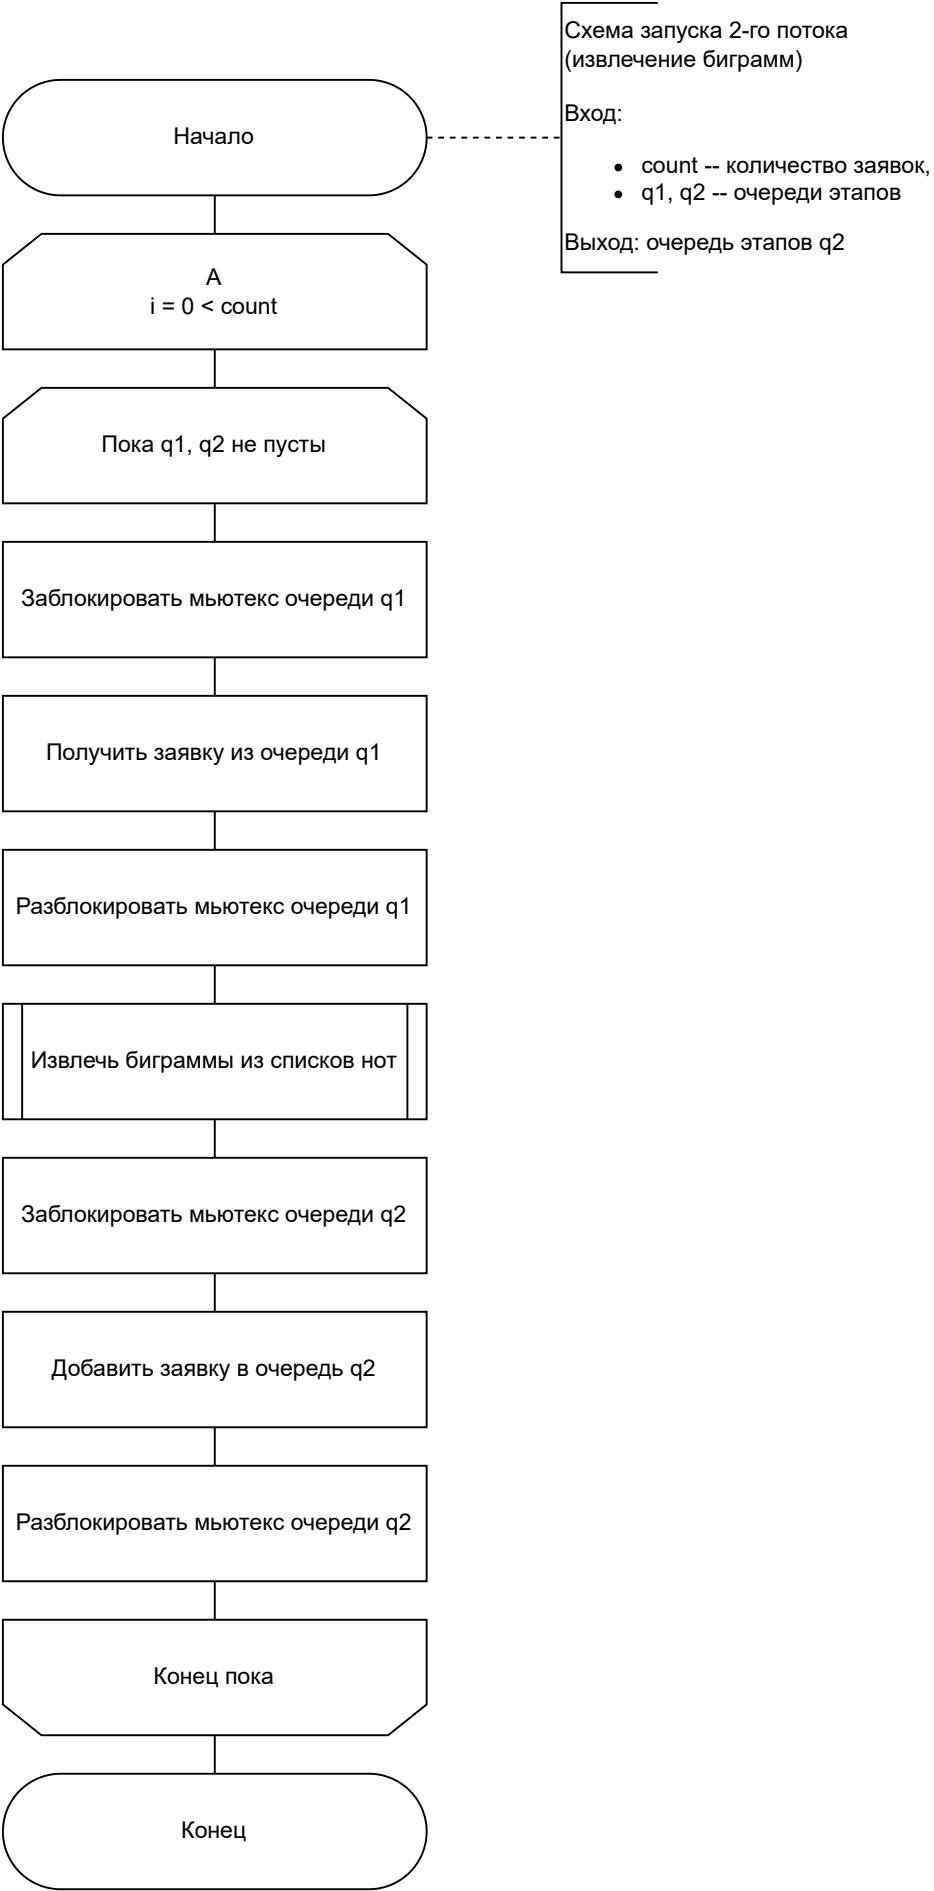 Схема запуска 2-го потока
(извлечение биграмм)
Вход:
• count -- количество заявок,
• q1, q2 -- очереди этапов
Выход: очередь этапов q2
Начало
A
i = 0 < count
Пока q1, q2 не пусты
Заблокировать мьютекс очереди q1
Получить заявку из очереди q1
Разблокировать мьютекс очереди q1
Извлечь биграммы из списков нот
Заблокировать мьютекс очереди q2
Добавить заявку в очередь q2
Разблокировать мьютекс очереди q2
Конец пока
Конец